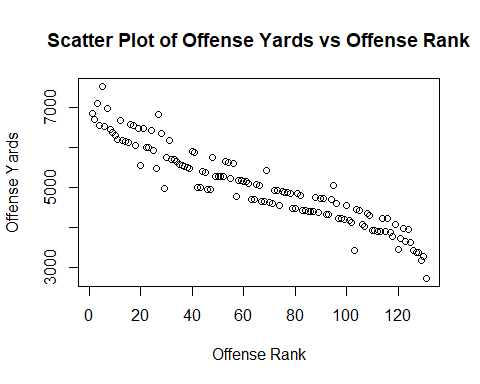 Scatter Plot of Offense Yards vs Offense Rank
Offense Yards
7000
5000
3000
0 20 40 60 80 100 120
Offense Rank